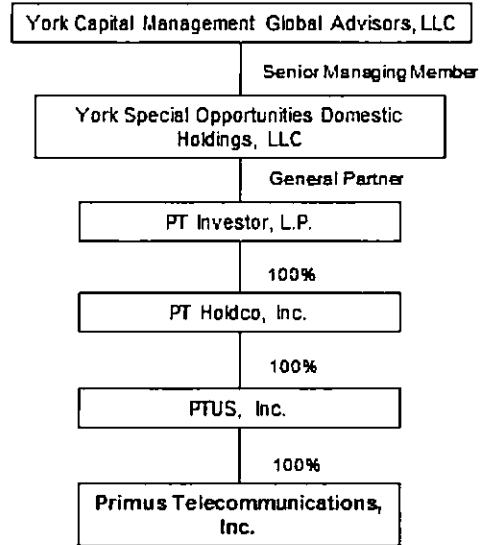 York Capital Management Global Advisors, LLC
Senior Managing Member
York Special Opportunities Domestic
Holdings, LLC
General Partner
PT Investor, L.P.
100%
PT Holdco, Inc.
100%
PTUS, Inc.
100%
Primus Telecommunications,
Inc.